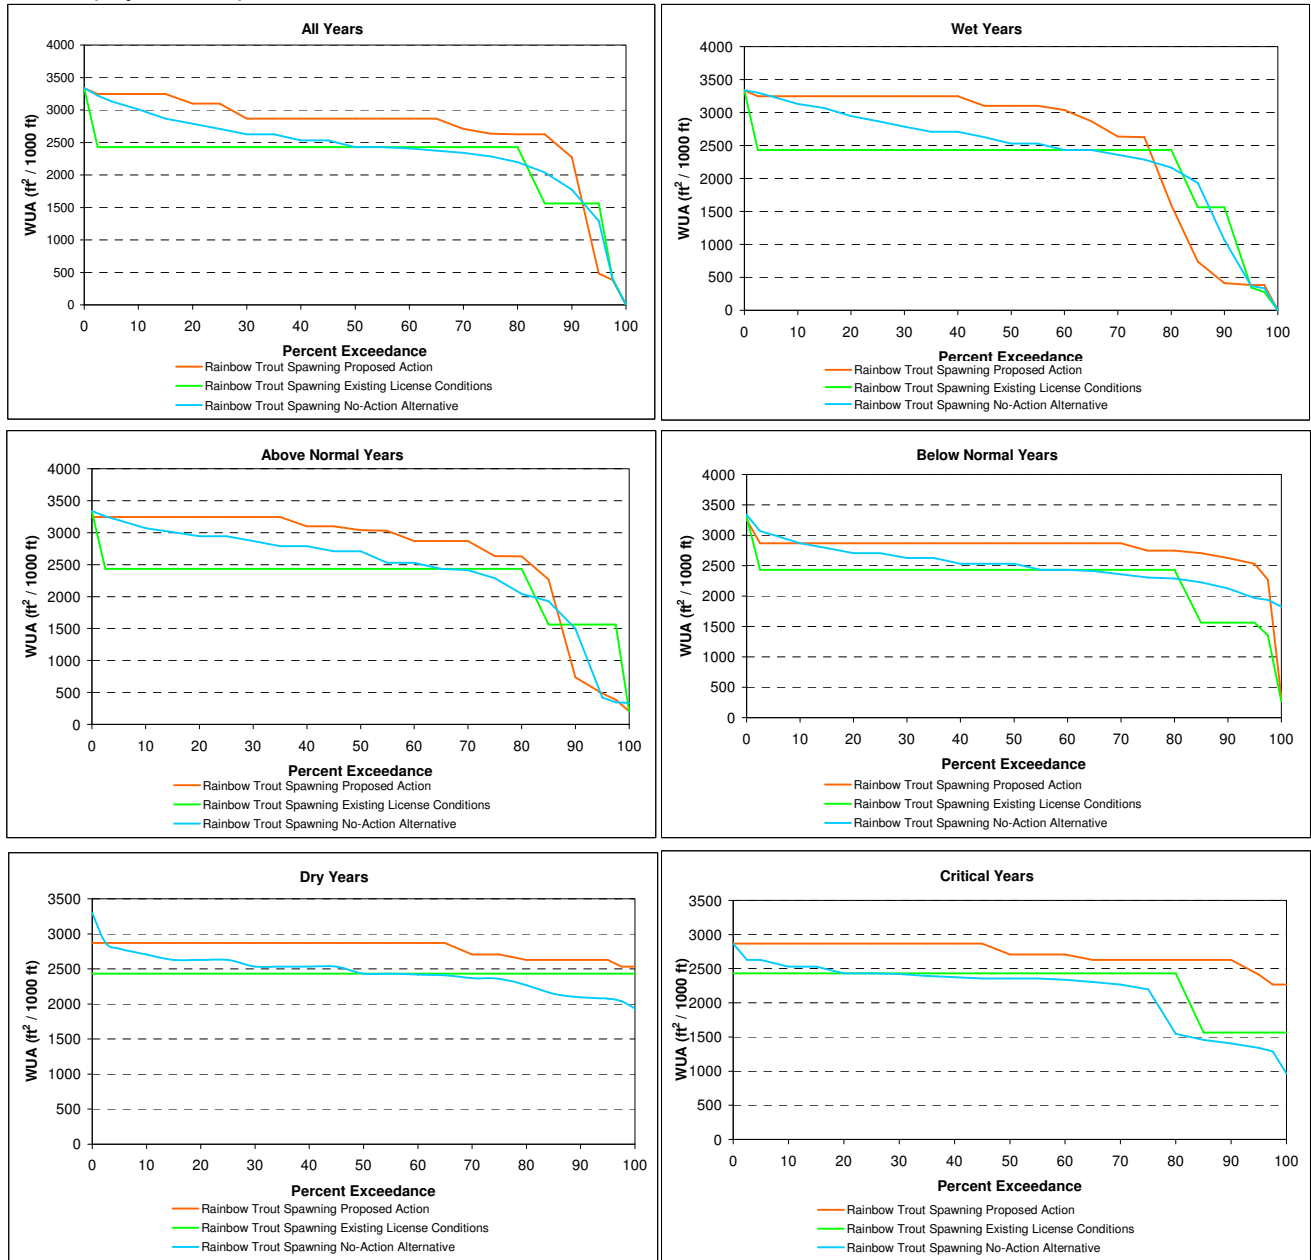 All Years
4000
3500
3000
2500
2000
1500
1000
500
0
WUA (ft² / 1000 ft)
0 10 20 30 40 50 60 70 80 90 100
Percent Exceedance
Rainbow Trout Spawning Proposed Action
Rainbow Trout Spawning Existing License Conditions
Rainbow Trout Spawning No-Action Alternative
Wet Years
4000
3500
3000
2500
2000
1500
1000
500
0
WUA (ft² / 1000 ft)
0 10 20 30 40 50 60 70 80 90 100
Percent Exceedance
Rainbow Trout Spawning Proposed Action
Rainbow Trout Spawning Existing License Conditions
Rainbow Trout Spawning No-Action Alternative
Above Normal Years
4000
3500
3000
2500
2000
1500
1000
500
0
WUA (ft² / 1000 ft)
0 10 20 30 40 50 60 70 80 90 100
Percent Exceedance
Rainbow Trout Spawning Proposed Action
Rainbow Trout Spawning Existing License Conditions
Rainbow Trout Spawning No-Action Alternative
Below Normal Years
4000
3500
3000
2500
2000
1500
1000
500
0
WUA (ft² / 1000 ft)
0 10 20 30 40 50 60 70 80 90 100
Percent Exceedance
Rainbow Trout Spawning Proposed Action
Rainbow Trout Spawning Existing License Conditions
Rainbow Trout Spawning No-Action Alternative
Dry Years
3500
3000
2500
2000
1500
1000
500
0
WUA (ft² / 1000 ft)
0 10 20 30 40 50 60 70 80 90 100
Percent Exceedance
Rainbow Trout Spawning Proposed Action
Rainbow Trout Spawning Existing License Conditions
Rainbow Trout Spawning No-Action Alternative
Critical Years
3500
3000
2500
2000
1500
1000
500
0
WUA (ft² / 1000 ft)
0 10 20 30 40 50 60 70 80 90 100
Percent Exceedance
Rainbow Trout Spawning Proposed Action
Rainbow Trout Spawning Existing License Conditions
Rainbow Trout Spawning No-Action Alternative